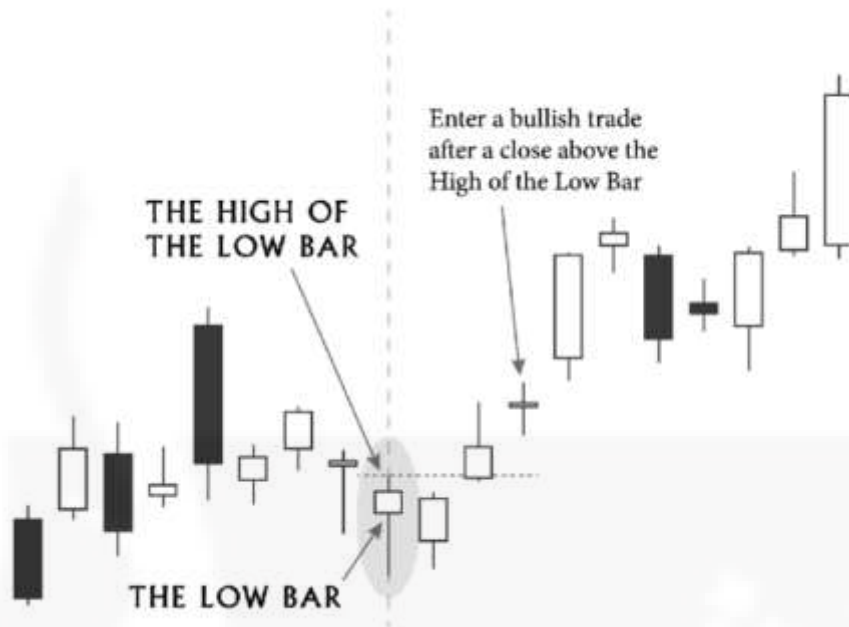 Enter a bullish trade
after a close above the
High of the Low Bar
THE HIGH OF
THE LOW BAR
THE LOW BAR